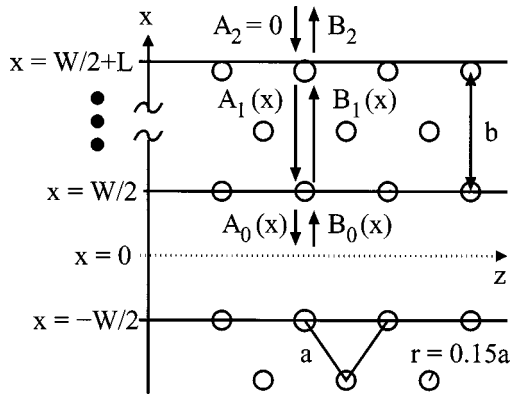 x
A₂ = 0
B₂
x = W/2+L
A₁(x)
B₁(x)
b
x = W/2
A₀(x)
B₀(x)
x = 0
z
x = −W/2
a
r = 0.15a